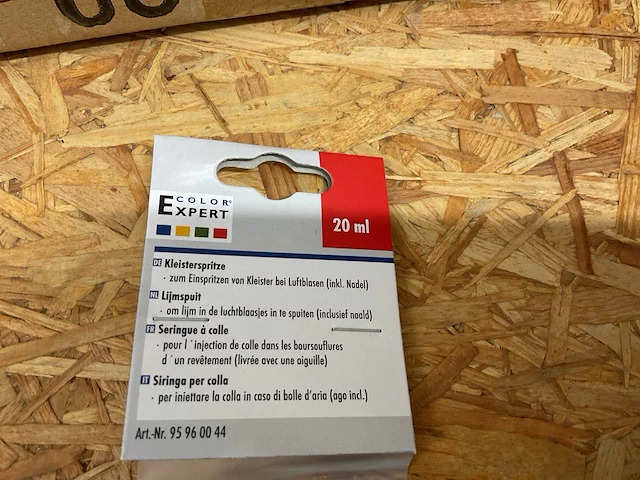 COLOR®
EXPERT
20 ml
DE Kleisterspritze
· zum Einspritzen von Kleister bei Luftblasen (inkl. Nadel)
NL Lijmspuit
· om lijm in de luchtblaasjes in te spuiten (inclusief naald)
FR Seringue à colle
· pour l´injection de colle dans les boursouflures
d´un revêtement (livrée avec une aiguille)
IT Siringa per colla
· per iniettare la colla in caso di bolle d'aria (ago incl.)
Art.-Nr. 95 96 00 44